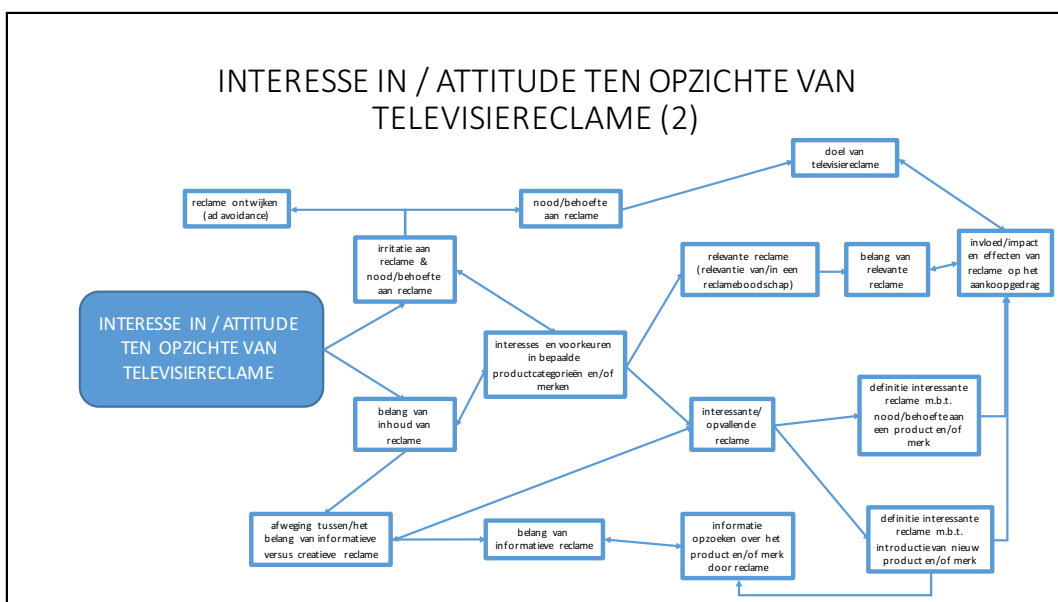 INTERESSE IN / ATTITUDE TEN OPZICHTE VAN
TELEVISIERECLAME (2)
doel van
televisiereclame
reclame ontwijken
(ad avoidance)
nood/behoefte
aan reclame
irritatie aan
reclame &
nood/behoefte
aan reclame
relevante reclame
(relevantie van/in een
reclameboodschap)
belang van
relevante
reclame
invloed/impact
en effecten van
reclame op het
aankoopgedrag
INTERESSE IN / ATTITUDE
TEN OPZICHTE VAN
TELEVISIERECLAME
interesses en voorkeuren
in bepaalde
productcategorieën en/of
merken
belang van
inhoud van
reclame
interessante/
opvallende
reclame
definitie interessante
reclame m.b.t.
nood/behoefte aan
een product en/of
merk
afweging tussen/het
belang van informatieve
versus creatieve reclame
belang van
informatieve reclame
informatie
opzoeken over het
product en/of merk
door reclame
definitie interessante
reclame m.b.t.
introductie van nieuw
product en/of merk